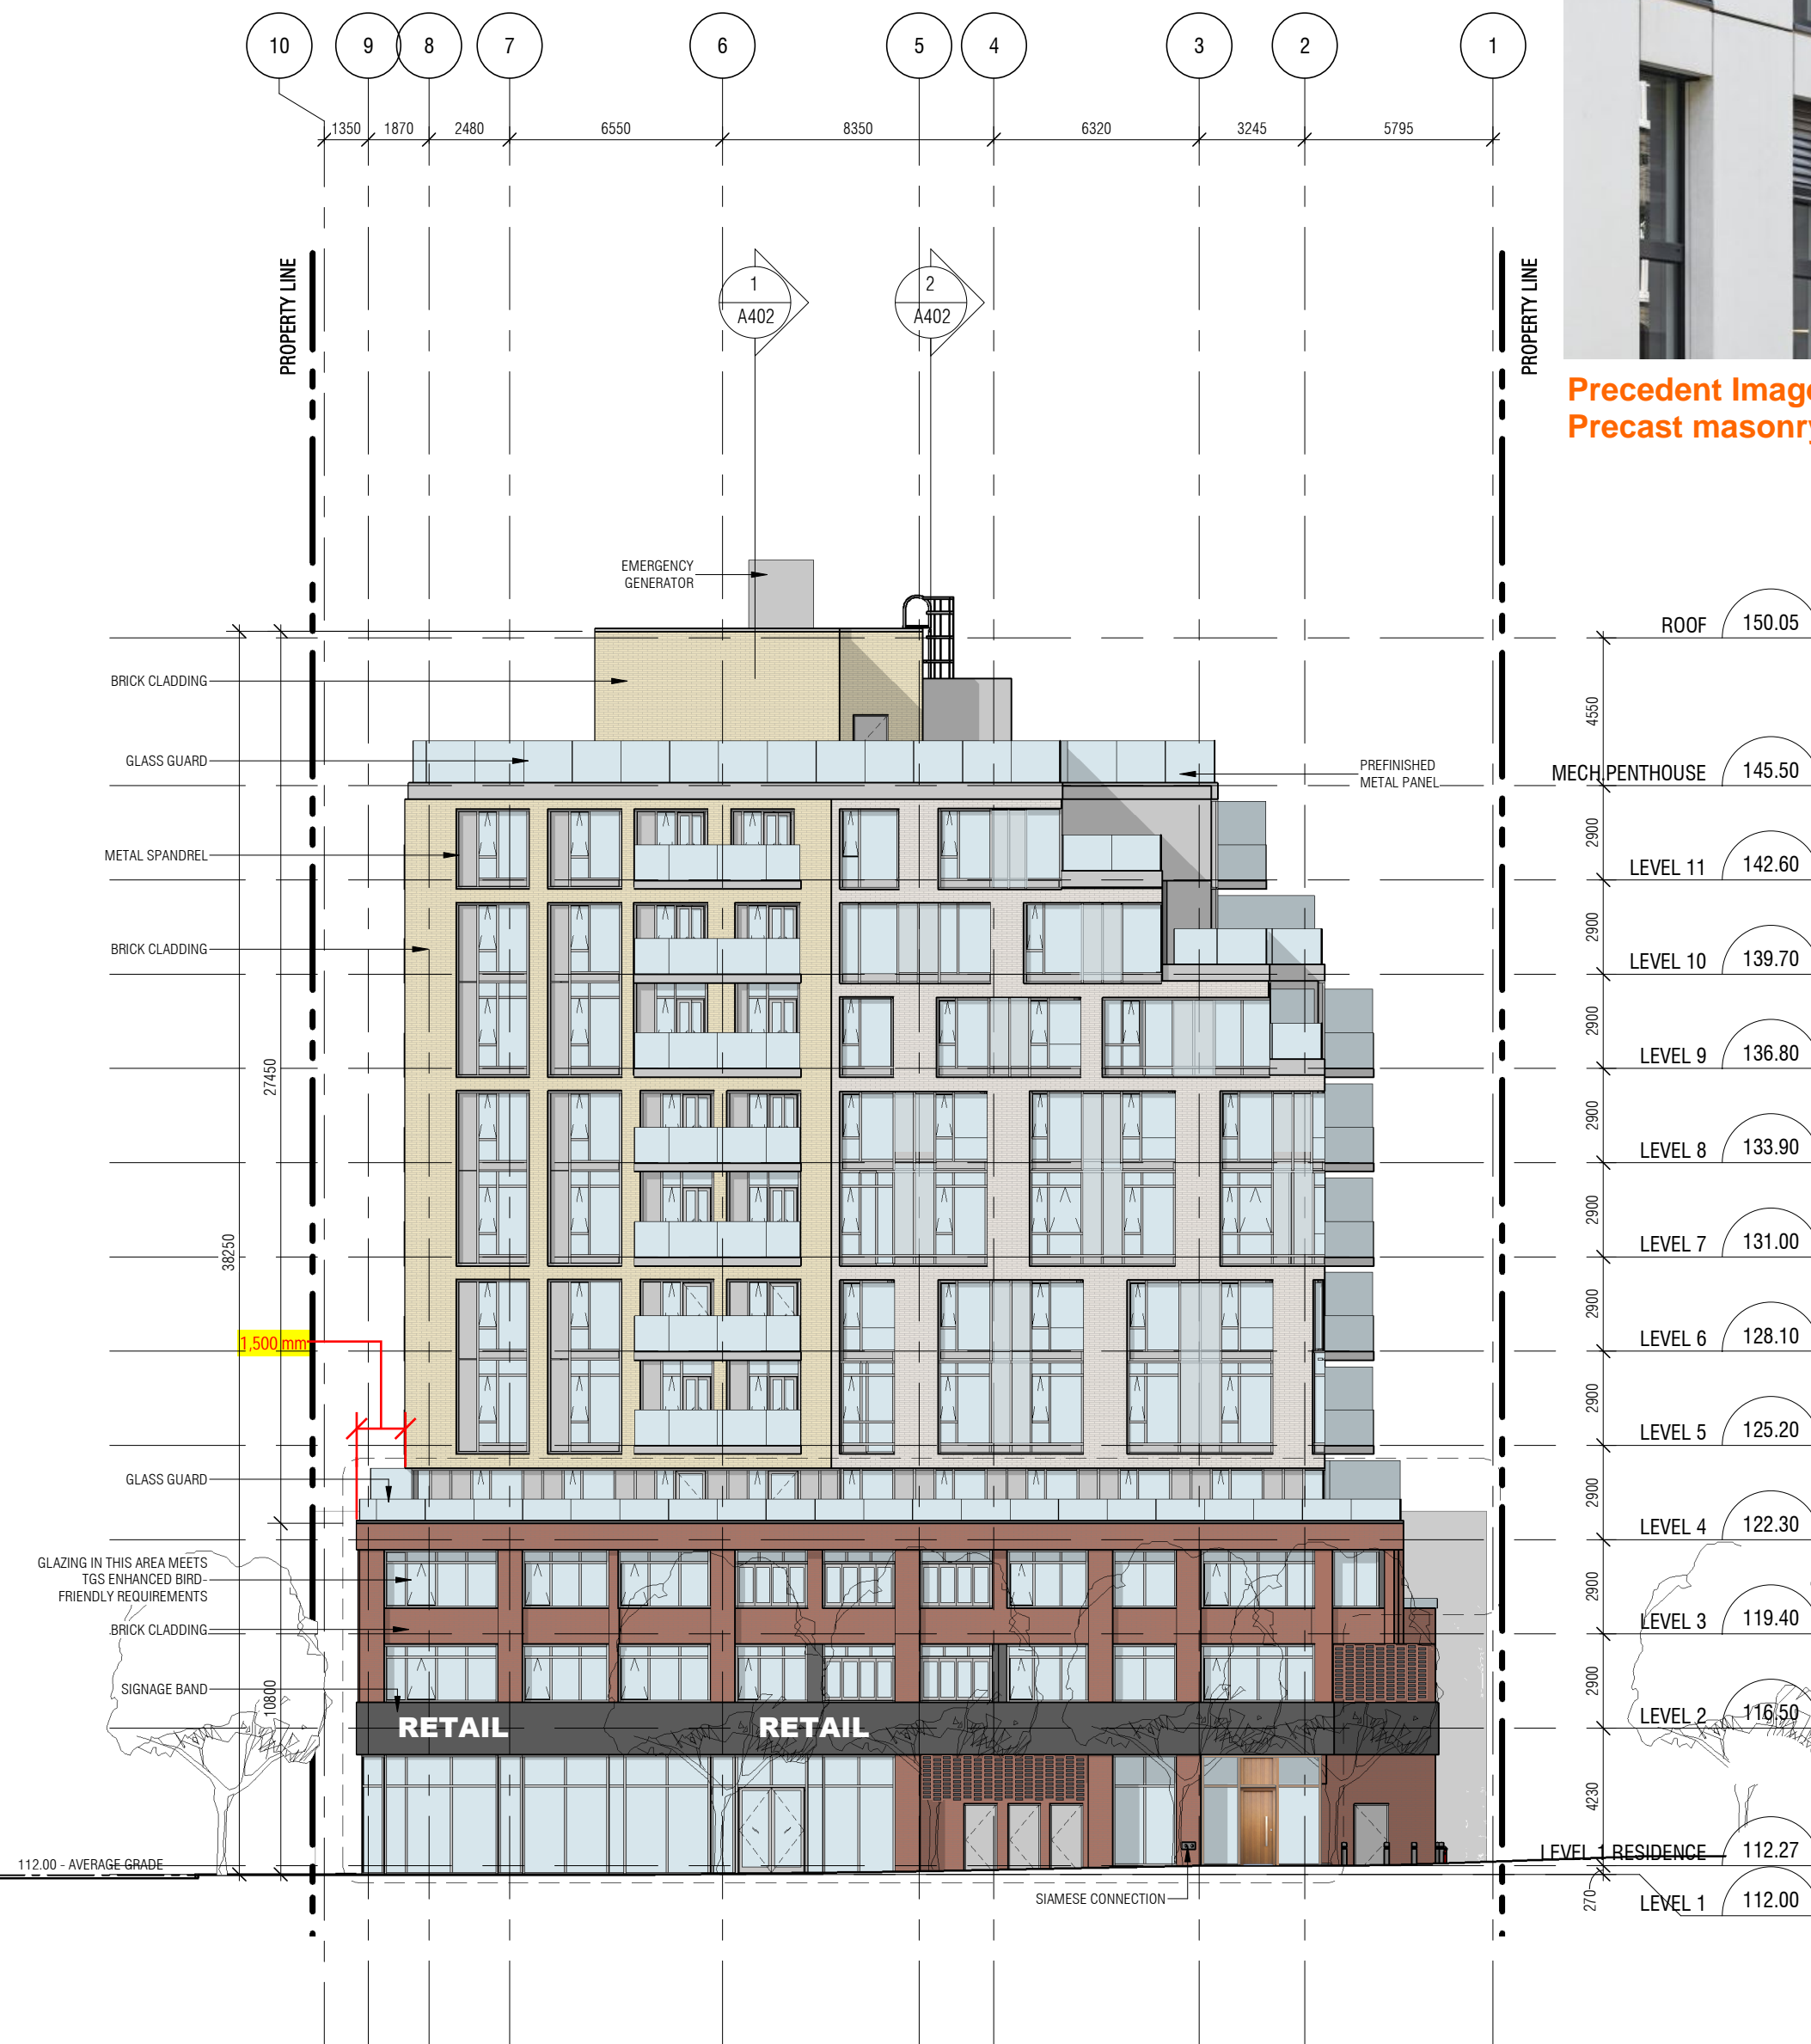 10 9 8 7 6 5 4 3 2 1
1350 1870 2480 6550 8350 6320 3245 5795
PROPERTY LINE
PROPERTY LINE
1
A402
2
A402
Precedent Image
Precast masonry
EMERGENCY
GENERATOR
ROOF 150.05
BRICK CLADDING
4550
GLASS GUARD
PREFINISHED
METAL PANEL
MECH.PENTHOUSE 145.50
2900
METAL SPANDREL
LEVEL 11 142.60
2900
BRICK CLADDING
LEVEL 10 139.70
2900
LEVEL 9 136.80
27450
2900
LEVEL 8 133.90
2900
LEVEL 7 131.00
38250
2900
1,500 mm
LEVEL 6 128.10
2900
LEVEL 5 125.20
GLASS GUARD
2900
LEVEL 4 122.30
GLAZING IN THIS AREA MEETS
TGS ENHANCED BIRD-
FRIENDLY REQUIREMENTS
2900
BRICK CLADDING
LEVEL 3 119.40
SIGNAGE BAND
10800
2900
RETAIL RETAIL
LEVEL 2 116.50
4230
112.00 - AVERAGE GRADE
LEVEL 1 RESIDENCE 112.27
SIAMESE CONNECTION
270
LEVEL 1 112.00